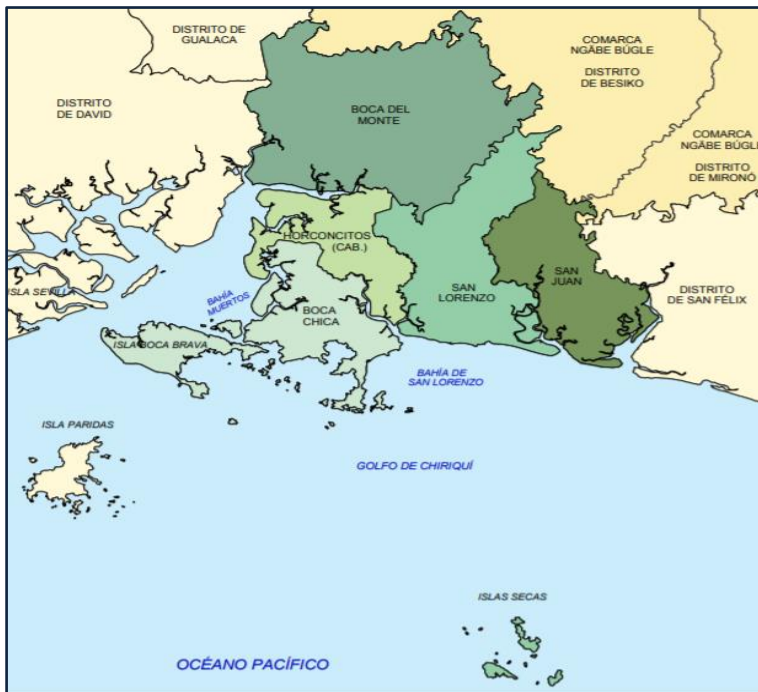 DISTRITO DE
GUALACA
COMARCA
NGÄBE BÚGLE
DISTRITO
DE BESIKO
DISTRITO
DE DAVID
BOCA DEL
MONTE
COMARCA
NGÄBE BÚGLE
DISTRITO
DE MIRONÓ
HORCONCITOS
(CAB.)
ISLA SEVILLA
BAHÍA
MUERTOS
BOCA
CHICA
SAN
LORENZO
SAN
JUAN
DISTRITO
DE SAN FÉLIX
ISLA BOCA BRAVA
BAHÍA DE
SAN LORENZO
ISLA PARIDAS
GOLFO DE CHIRIQUÍ
ISLAS SECAS
OCÉANO PACÍFICO